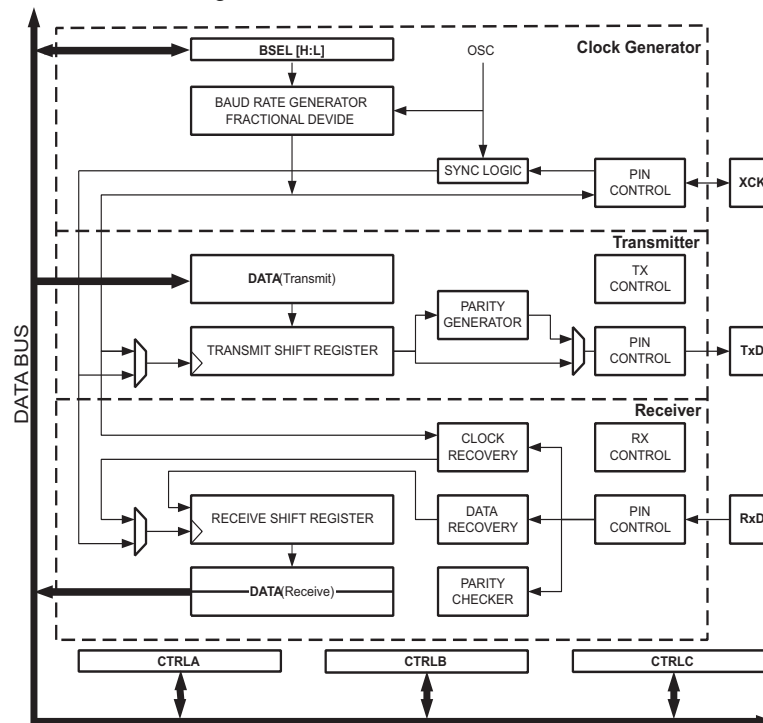 BSEL [H:L]
OSC
Clock Generator
BAUD RATE GENERATOR
FRACTIONAL DEVIDE
SYNC LOGIC
PIN
CONTROL
XCK
Transmitter
DATA(Transmit)
TX
CONTROL
PARITY
GENERATOR
TRANSMIT SHIFT REGISTER
PIN
CONTROL
TxD
DATA BUS
Receiver
CLOCK
RECOVERY
RX
CONTROL
RECEIVE SHIFT REGISTER
DATA
RECOVERY
PIN
CONTROL
RxD
DATA(Receive)
PARITY
CHECKER
CTRLA
CTRLB
CTRLC